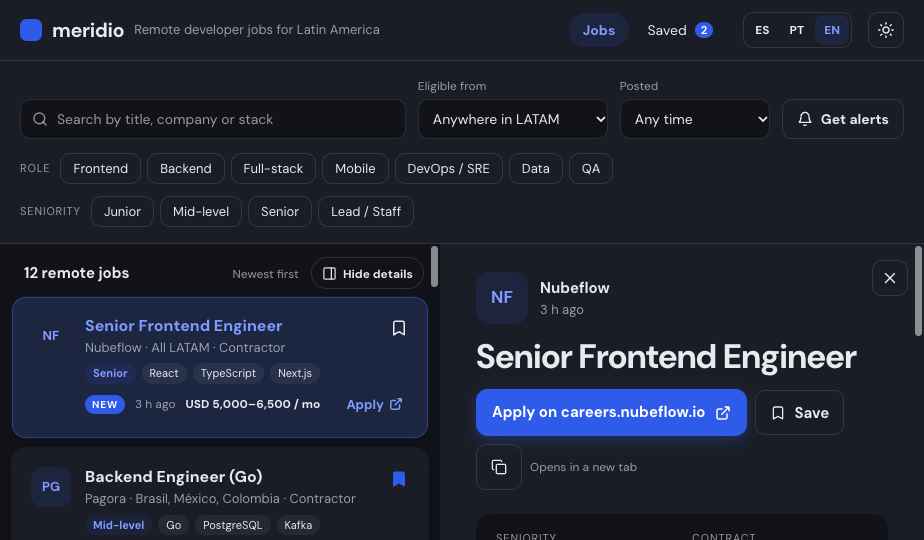 meridio Remote developer jobs for Latin America Jobs Saved 2 ES PT EN
Eligible from Posted
Search by title, company or stack Anywhere in LATAM Any time Get alerts
ROLE Frontend Backend Full-stack Mobile DevOps / SRE Data QA
SENIORITY Junior Mid-level Senior Lead / Staff
12 remote jobs Newest first Hide details
NF Senior Frontend Engineer
Nubeflow · All LATAM · Contractor
Senior React TypeScript Next.js
NEW 3 h ago USD 5,000–6,500 / mo Apply
PG Backend Engineer (Go)
Pagora · Brasil, México, Colombia · Contractor
Mid-level Go PostgreSQL Kafka
NF Nubeflow
3 h ago
Senior Frontend Engineer
Apply on careers.nubeflow.io Save
Opens in a new tab
SENIORITY CONTRACT